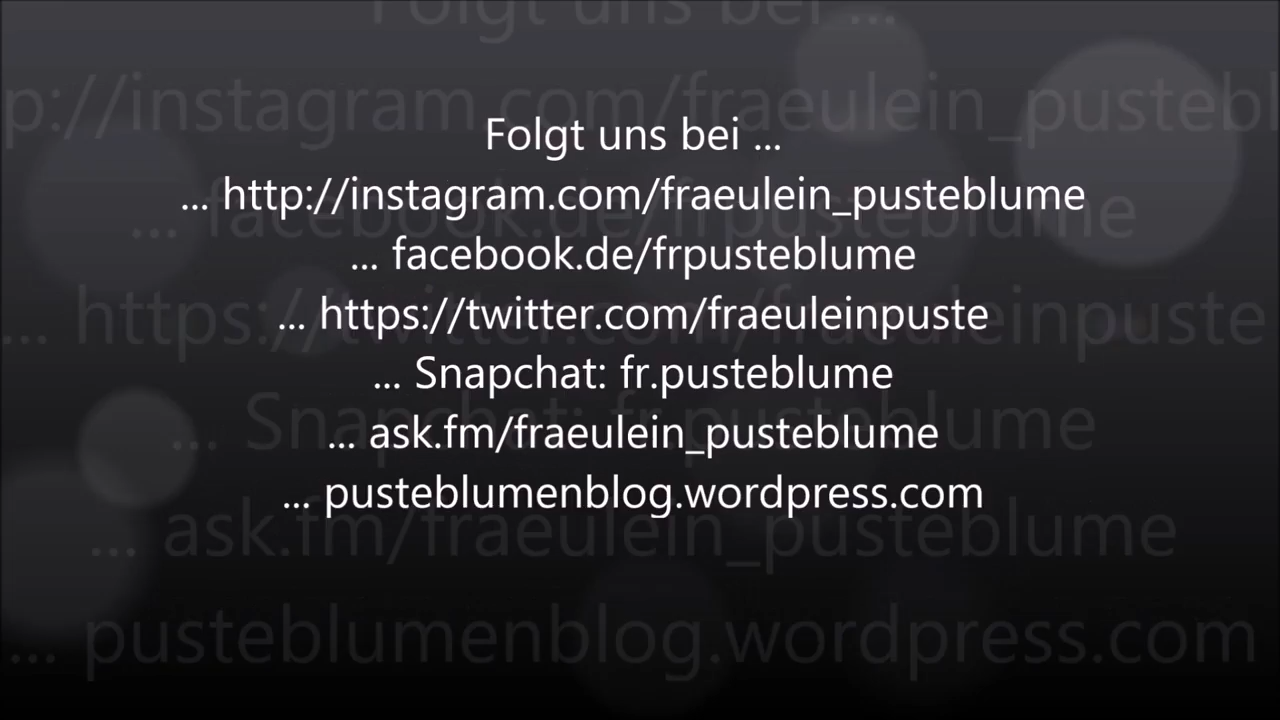 Folgt uns bei ...
... http://instagram.com/fraeulein_pusteblume
... facebook.de/frpusteblume
... https://twitter.com/fraeuleinpuste
... Snapchat: fr.pusteblume
... ask.fm/fraeulein_pusteblume
... pusteblumenblog.wordpress.com